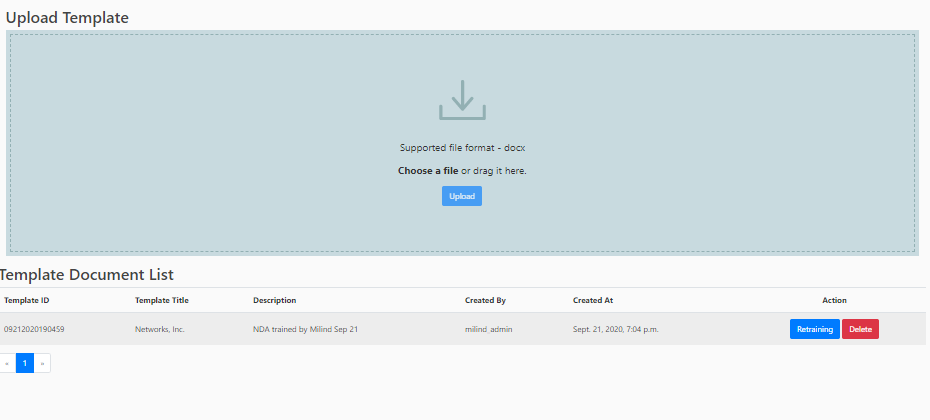 Upload Template
Supported file format - docx
Choose a file or drag it here.
Upload
Template Document List
Template ID Template Title Description Created By Created At Action
09212020190459 Networks, Inc. NDA trained by Milind Sep 21 milind_admin Sept. 21, 2020, 7:04 p.m. Retraining Delete
« 1 »